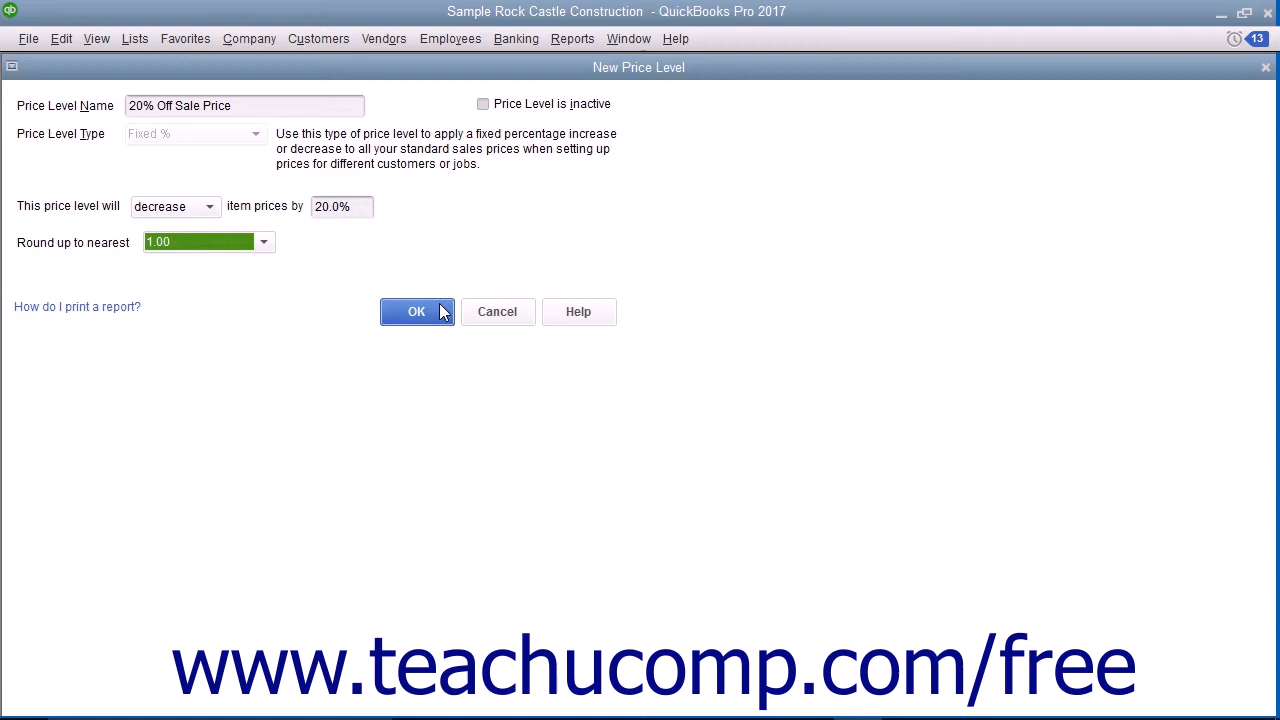 qb
Sample Rock Castle Construction - QuickBooks Pro 2017
File Edit View Lists Favorites Company Customers Vendors Employees Banking Reports Window Help 13
New Price Level
Price Level Name 20% Off Sale Price Price Level is inactive
Price Level Type Fixed % Use this type of price level to apply a fixed percentage increase
or decrease to all your standard sales prices when setting up
prices for different customers or jobs.
This price level will decrease item prices by 20.0%
Round up to nearest 1.00
How do I print a report? OK Cancel Help
www.teachucomp.com/free